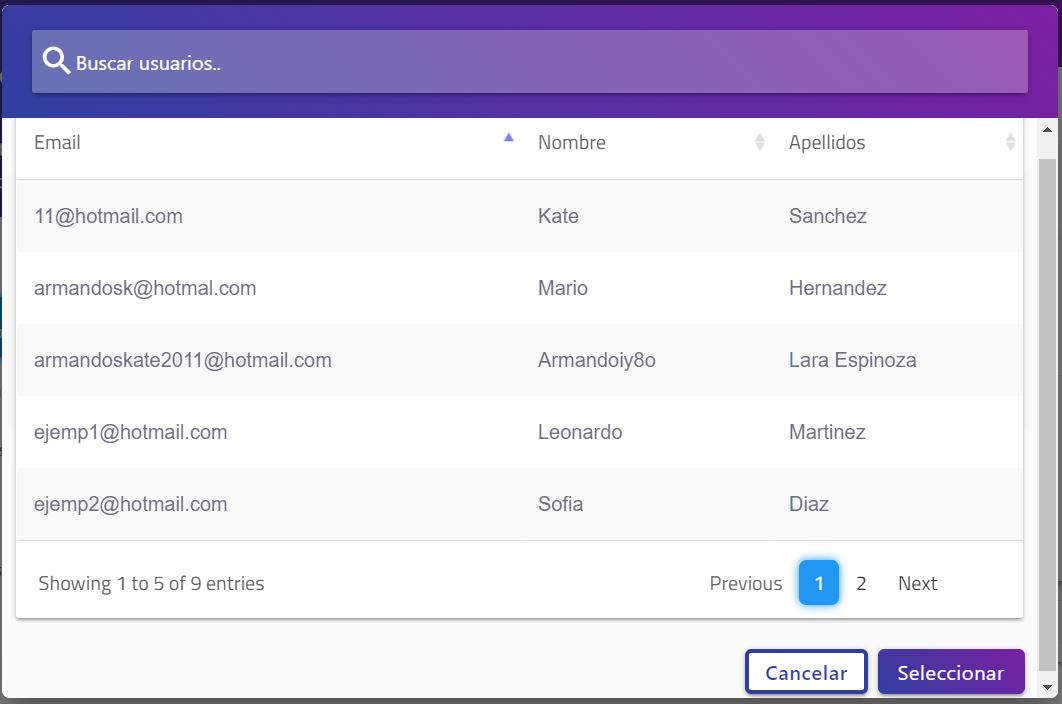 Buscar usuarios..
Email Nombre Apellidos
11@hotmail.com Kate Sanchez
armandosk@hotmal.com Mario Hernandez
armandoskate2011@hotmail.com Armandoiy8o Lara Espinoza
ejemp1@hotmail.com Leonardo Martinez
ejemp2@hotmail.com Sofia Diaz
Showing 1 to 5 of 9 entries Previous 1 2 Next
Cancelar Seleccionar